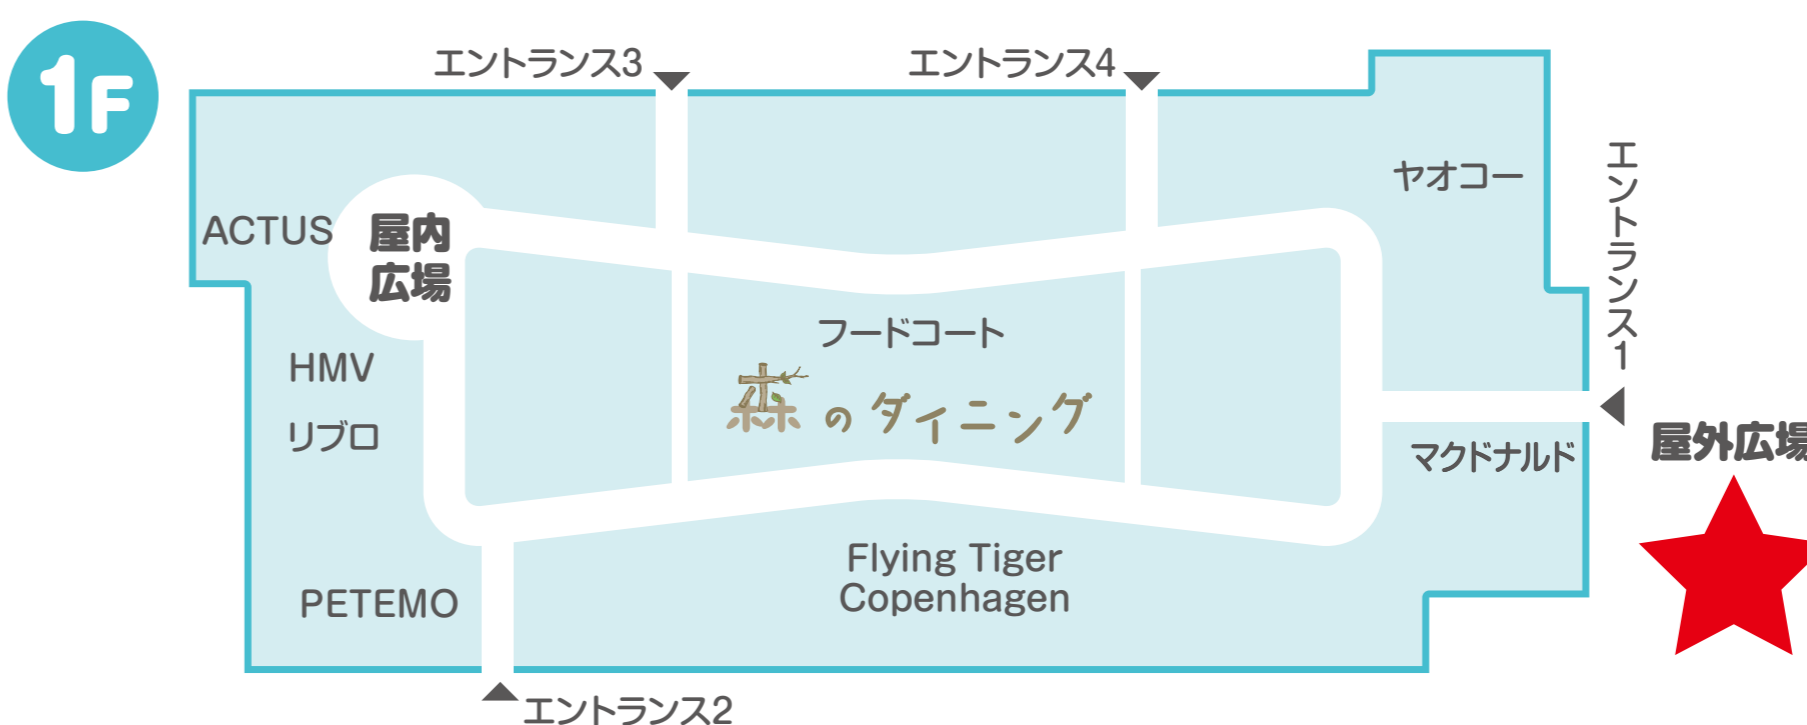 1F
エントランス3
エントランス4
エントランス1
ヤオコー
ACTUS
屋内
広場
フードコート
森のダイニング
HMV
リブロ
マクドナルド
屋外広場
Flying Tiger
Copenhagen
PETEMO
エントランス2